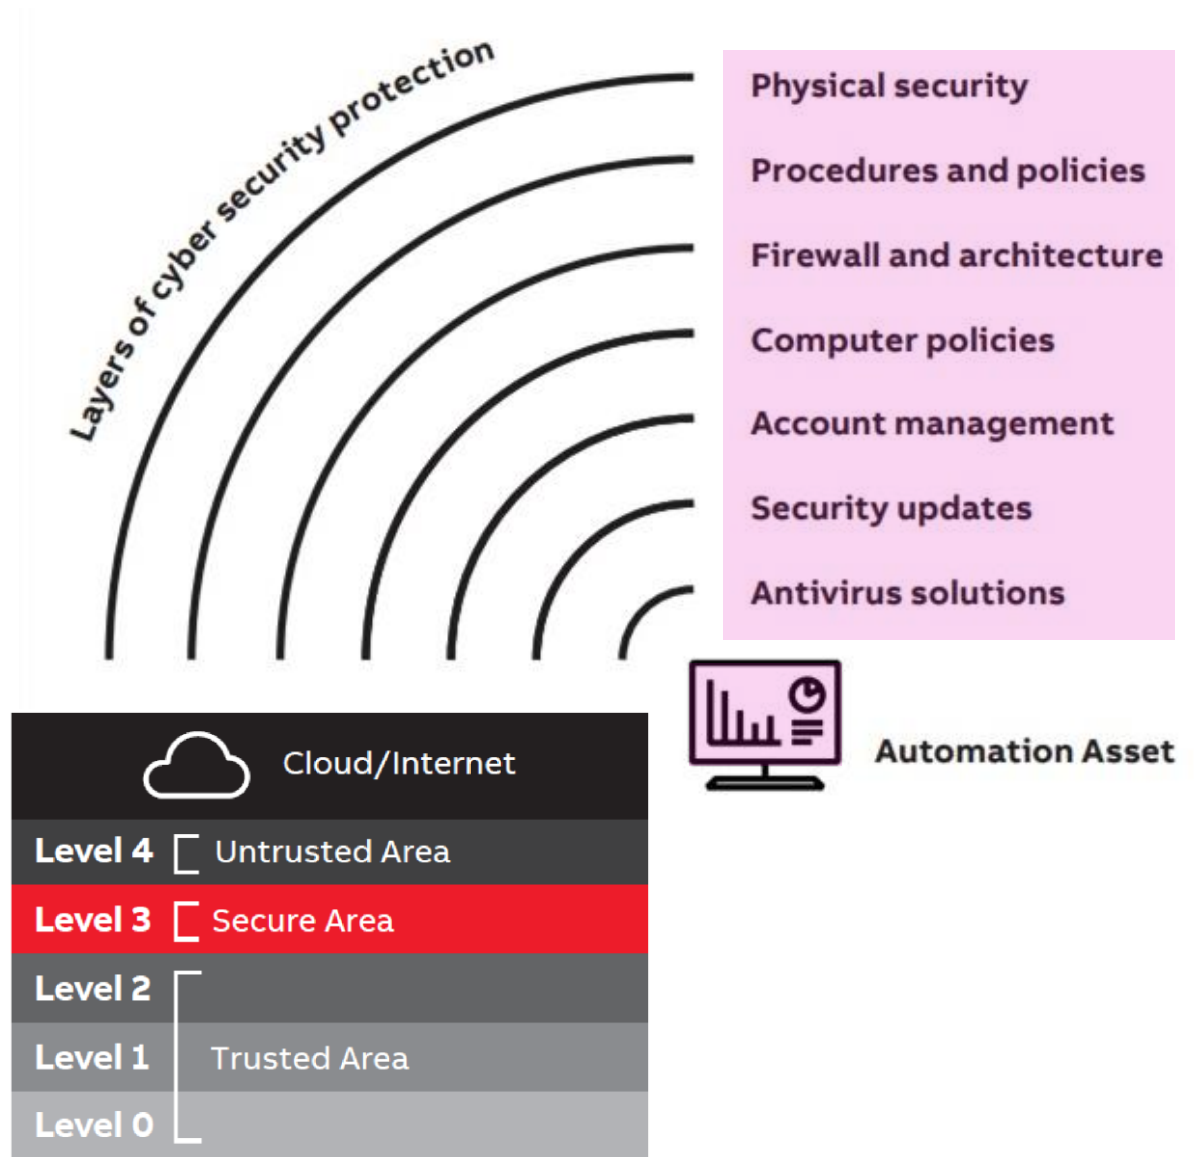 Layers of cyber security protection
Physical security
Procedures and policies
Firewall and architecture
Computer policies
Account management
Security updates
Antivirus solutions
Automation Asset
Cloud/Internet
Level 4
Untrusted Area
Level 3
Secure Area
Level 2
Level 1
Trusted Area
Level 0